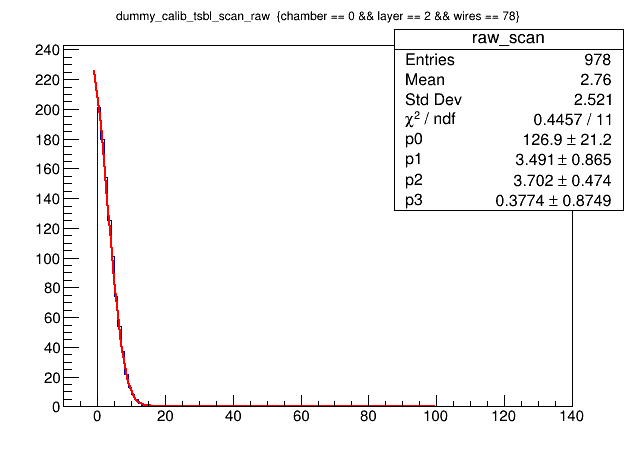 dummy_calib_tsbl_scan_raw {chamber == 0 && layer == 2 && wires == 78}
raw_scan
Entries 978
Mean 2.76
Std Dev 2.521
χ² / ndf 0.4457 / 11
p0 126.9 ± 21.2
p1 3.491 ± 0.865
p2 3.702 ± 0.474
p3 0.3774 ± 0.8749
240
220
200
180
160
140
120
100
80
60
40
20
0
0 20 40 60 80 100 120 140